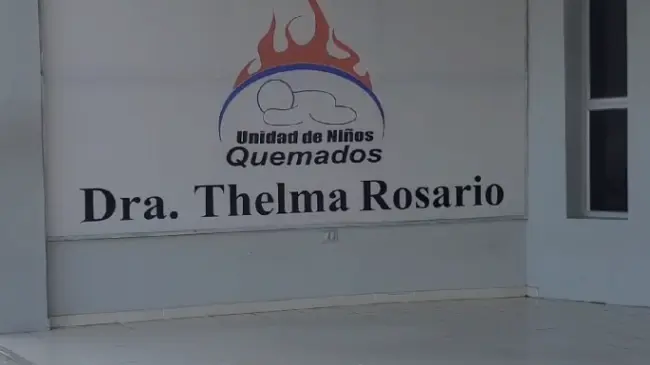 Unidad de Niños
Quemados
Dra. Thelma Rosario